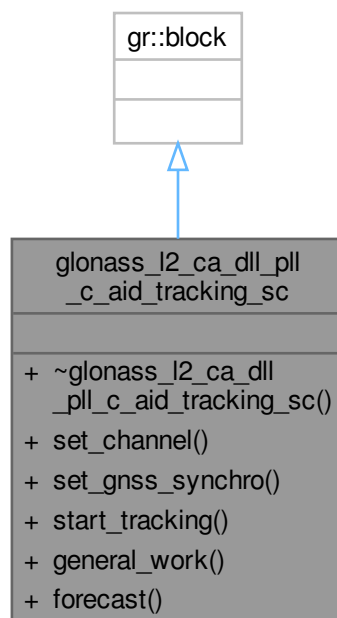 gr::block
glonass_l2_ca_dll_pll
_c_aid_tracking_sc
+ ~glonass_l2_ca_dll
_pll_c_aid_tracking_sc()
+ set_channel()
+ set_gnss_synchro()
+ start_tracking()
+ general_work()
+ forecast()